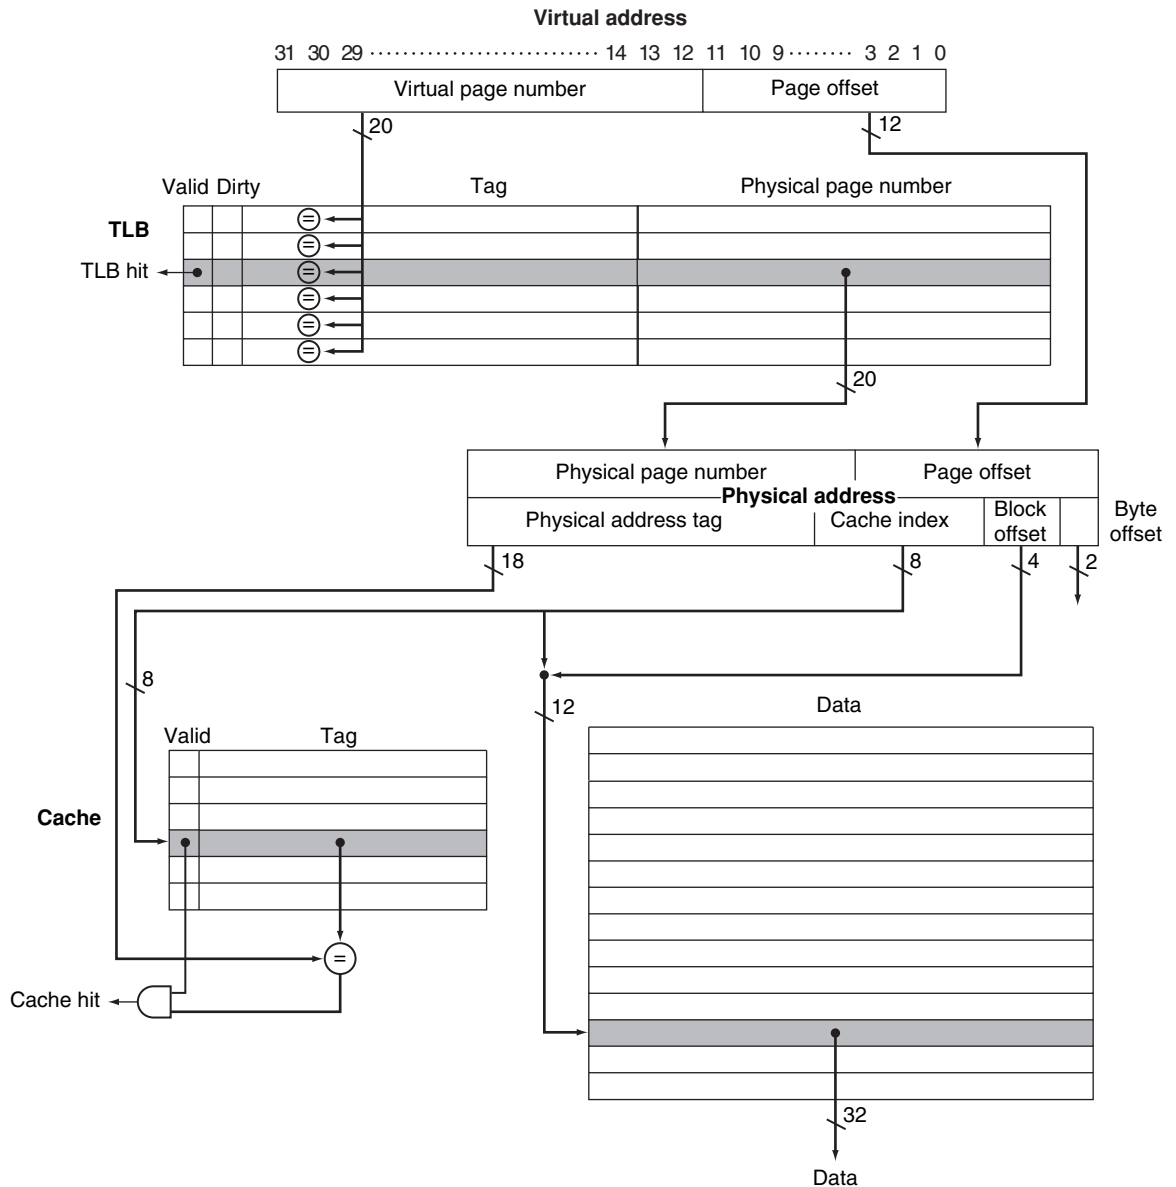 Virtual address
31 30 29 ··························· 14 13 12 11 10 9 ········ 3 2 1 0
Virtual page number Page offset
20 12
Valid Dirty Tag Physical page number
TLB
=
=
TLB hit =
=
=
=
20
Physical page number Page offset
Physical address
Physical address tag Cache index Block offset Byte offset
18 8 4 2
8 12
Data
Valid Tag
Cache
=
Cache hit
32
Data